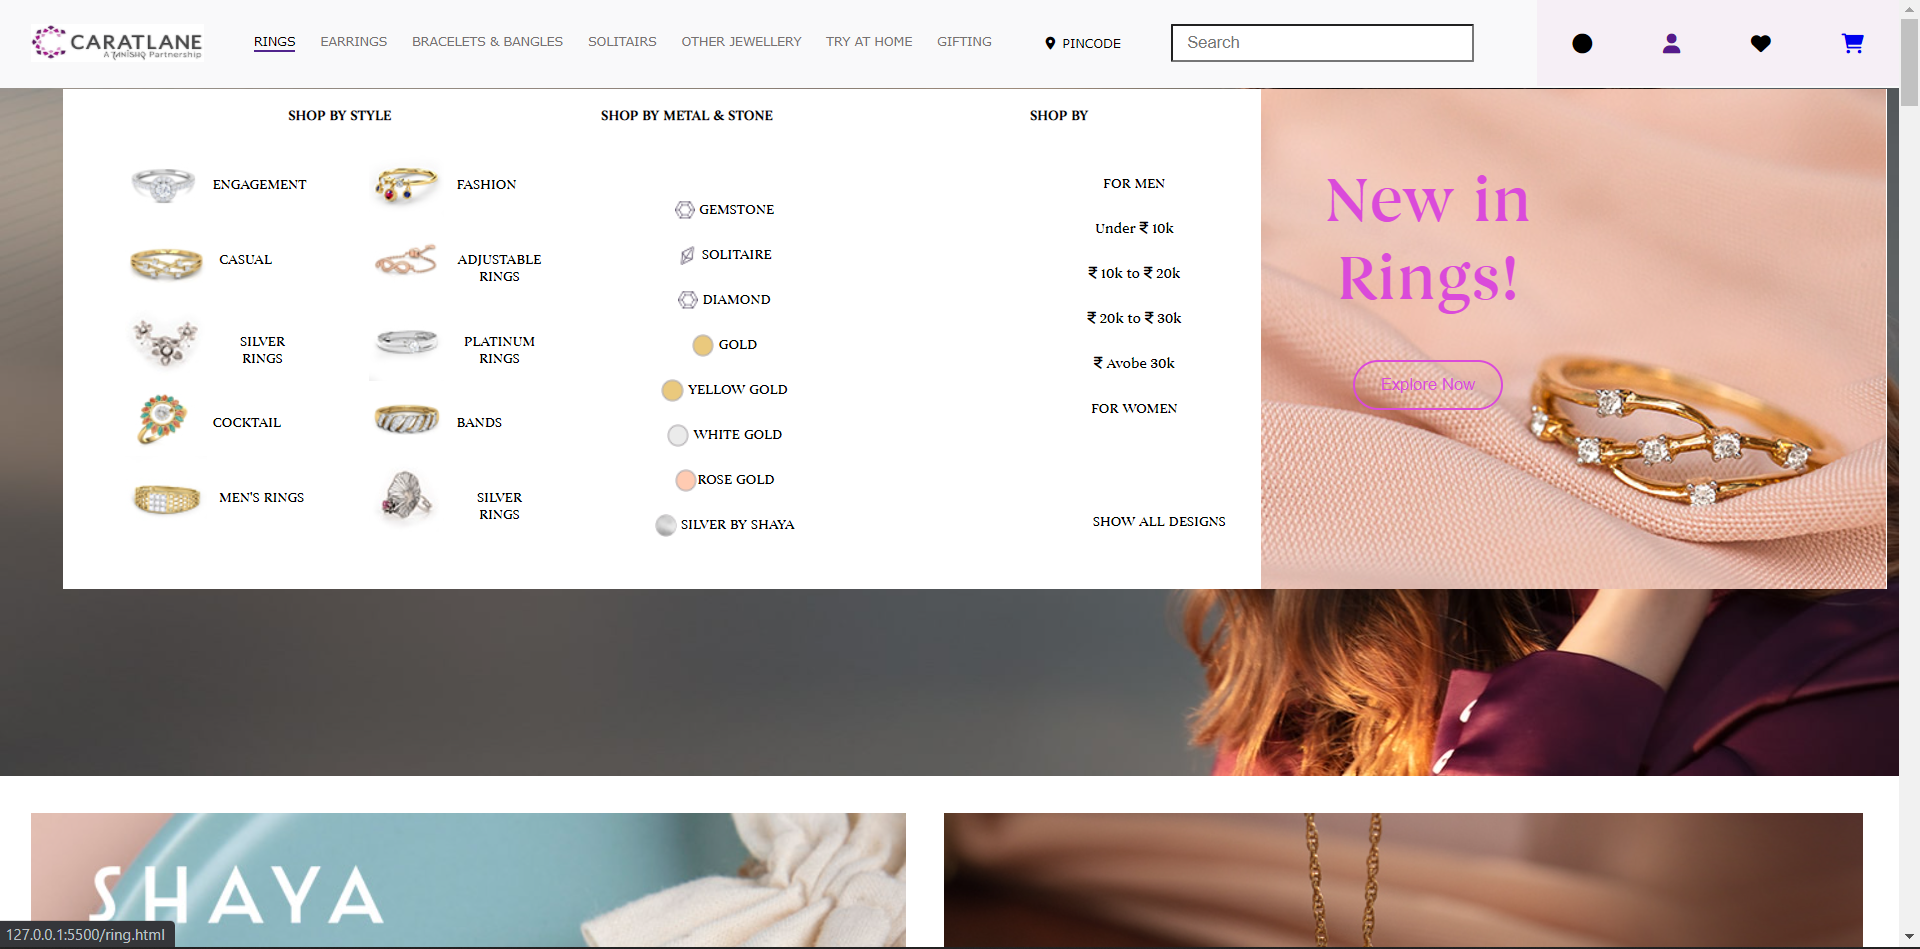 CARATLANE
A TANISHQ Partnership
RINGS
EARRINGS
BRACELETS & BANGLES
SOLITAIRS
OTHER JEWELLERY
TRY AT HOME
GIFTING
PINCODE
Search
SHOP BY STYLE
ENGAGEMENT
FASHION
CASUAL
ADJUSTABLE
RINGS
SILVER
RINGS
PLATINUM
RINGS
COCKTAIL
BANDS
MEN'S RINGS
SILVER
RINGS
SHOP BY METAL & STONE
GEMSTONE
SOLITAIRE
DIAMOND
GOLD
YELLOW GOLD
WHITE GOLD
ROSE GOLD
SILVER BY SHAYA
SHOP BY
FOR MEN
Under ₹ 10k
₹ 10k to ₹ 20k
₹ 20k to ₹ 30k
₹ Avobe 30k
FOR WOMEN
SHOW ALL DESIGNS
New in
Rings!
Explore Now
SHAYA
127.0.0.1:5500/ring.html